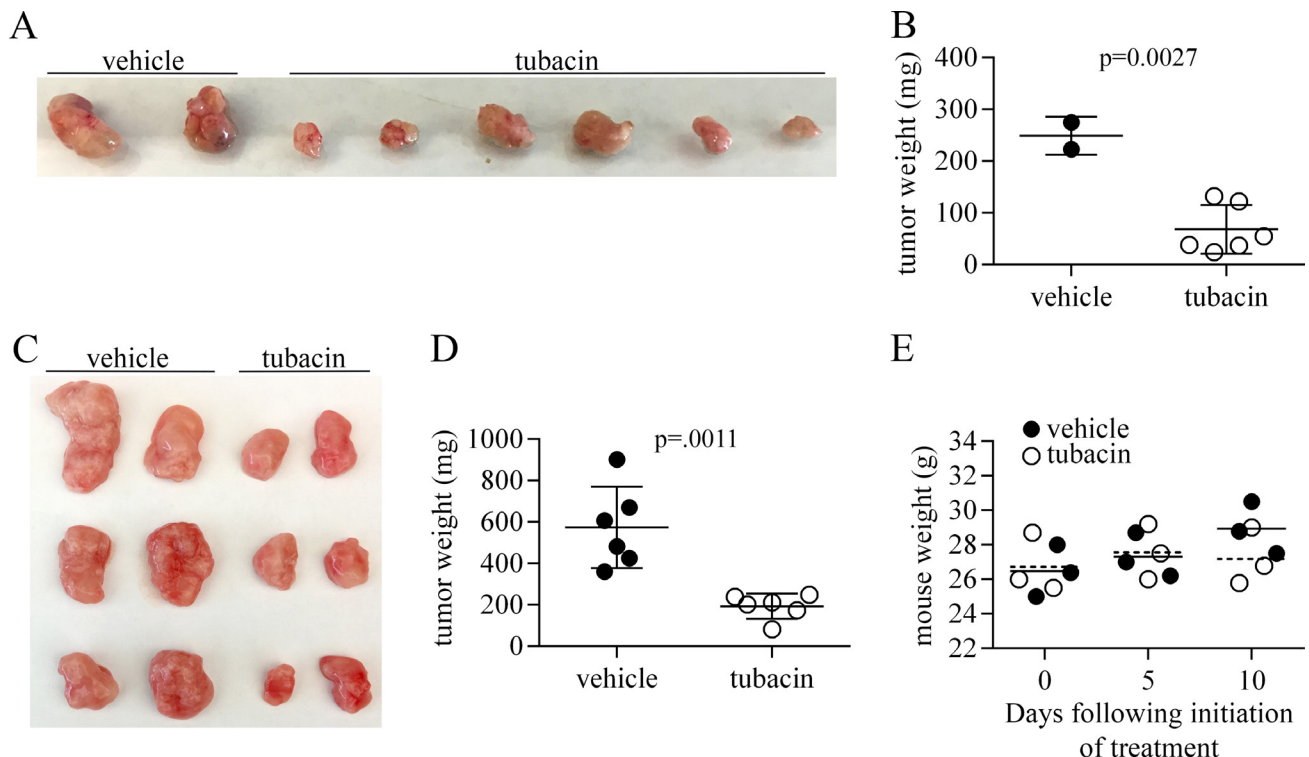 A
vehicle
tubacin
B
p=0.0027
tumor weight (mg)
400
300
200
100
0
vehicle
tubacin
C
vehicle
tubacin
D
p=.0011
tumor weight (mg)
1000
800
600
400
200
0
vehicle
tubacin
E
vehicle
tubacin
mouse weight (g)
34
32
30
28
26
24
22
0
5
10
Days following initiation
of treatment